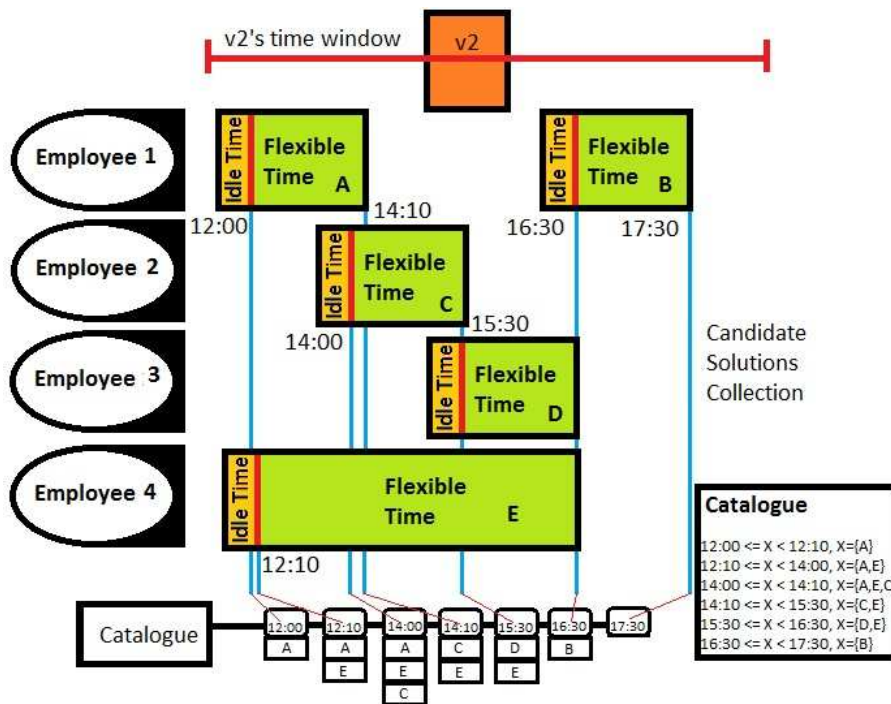 v2's time window
v2
Employee 1
Idle Time
Flexible
Time
A
Idle Time
Flexible
Time
B
12:00
14:10
16:30
17:30
Employee 2
Idle Time
Flexible
Time
C
14:00
15:30
Employee 3
Idle Time
Flexible
Time
D
Candidate
Solutions
Collection
Employee 4
Idle Time
Flexible
Time
E
12:10
Catalogue
12:00 <= X < 12:10, X={A}
12:10 <= X < 14:00, X={A,E}
14:00 <= X < 14:10, X={A,E,C
14:10 <= X < 15:30, X={C,E}
15:30 <= X < 16:30, X={D,E}
16:30 <= X < 17:30, X={B}
Catalogue
12:00
12:10
14:00
14:10
15:30
16:30
17:30
A
A
A
C
D
B
E
E
E
E
C